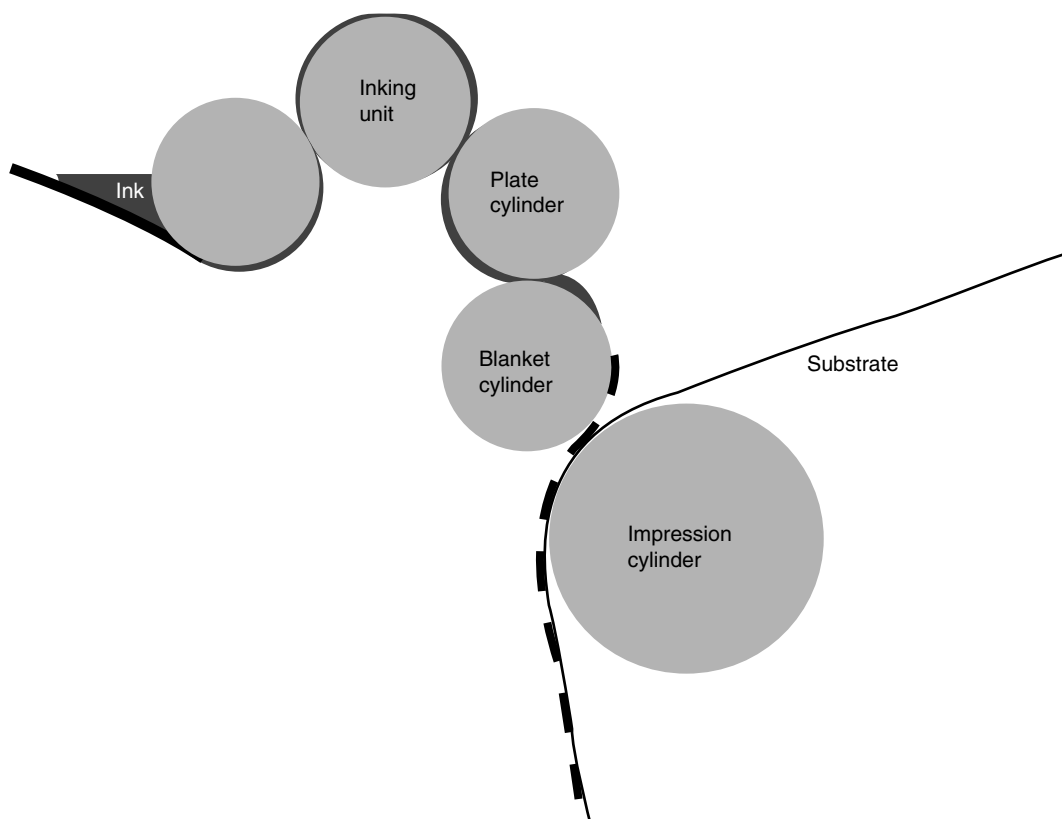 Inking
unit
Ink
Plate
cylinder
Blanket
cylinder
Substrate
Impression
cylinder